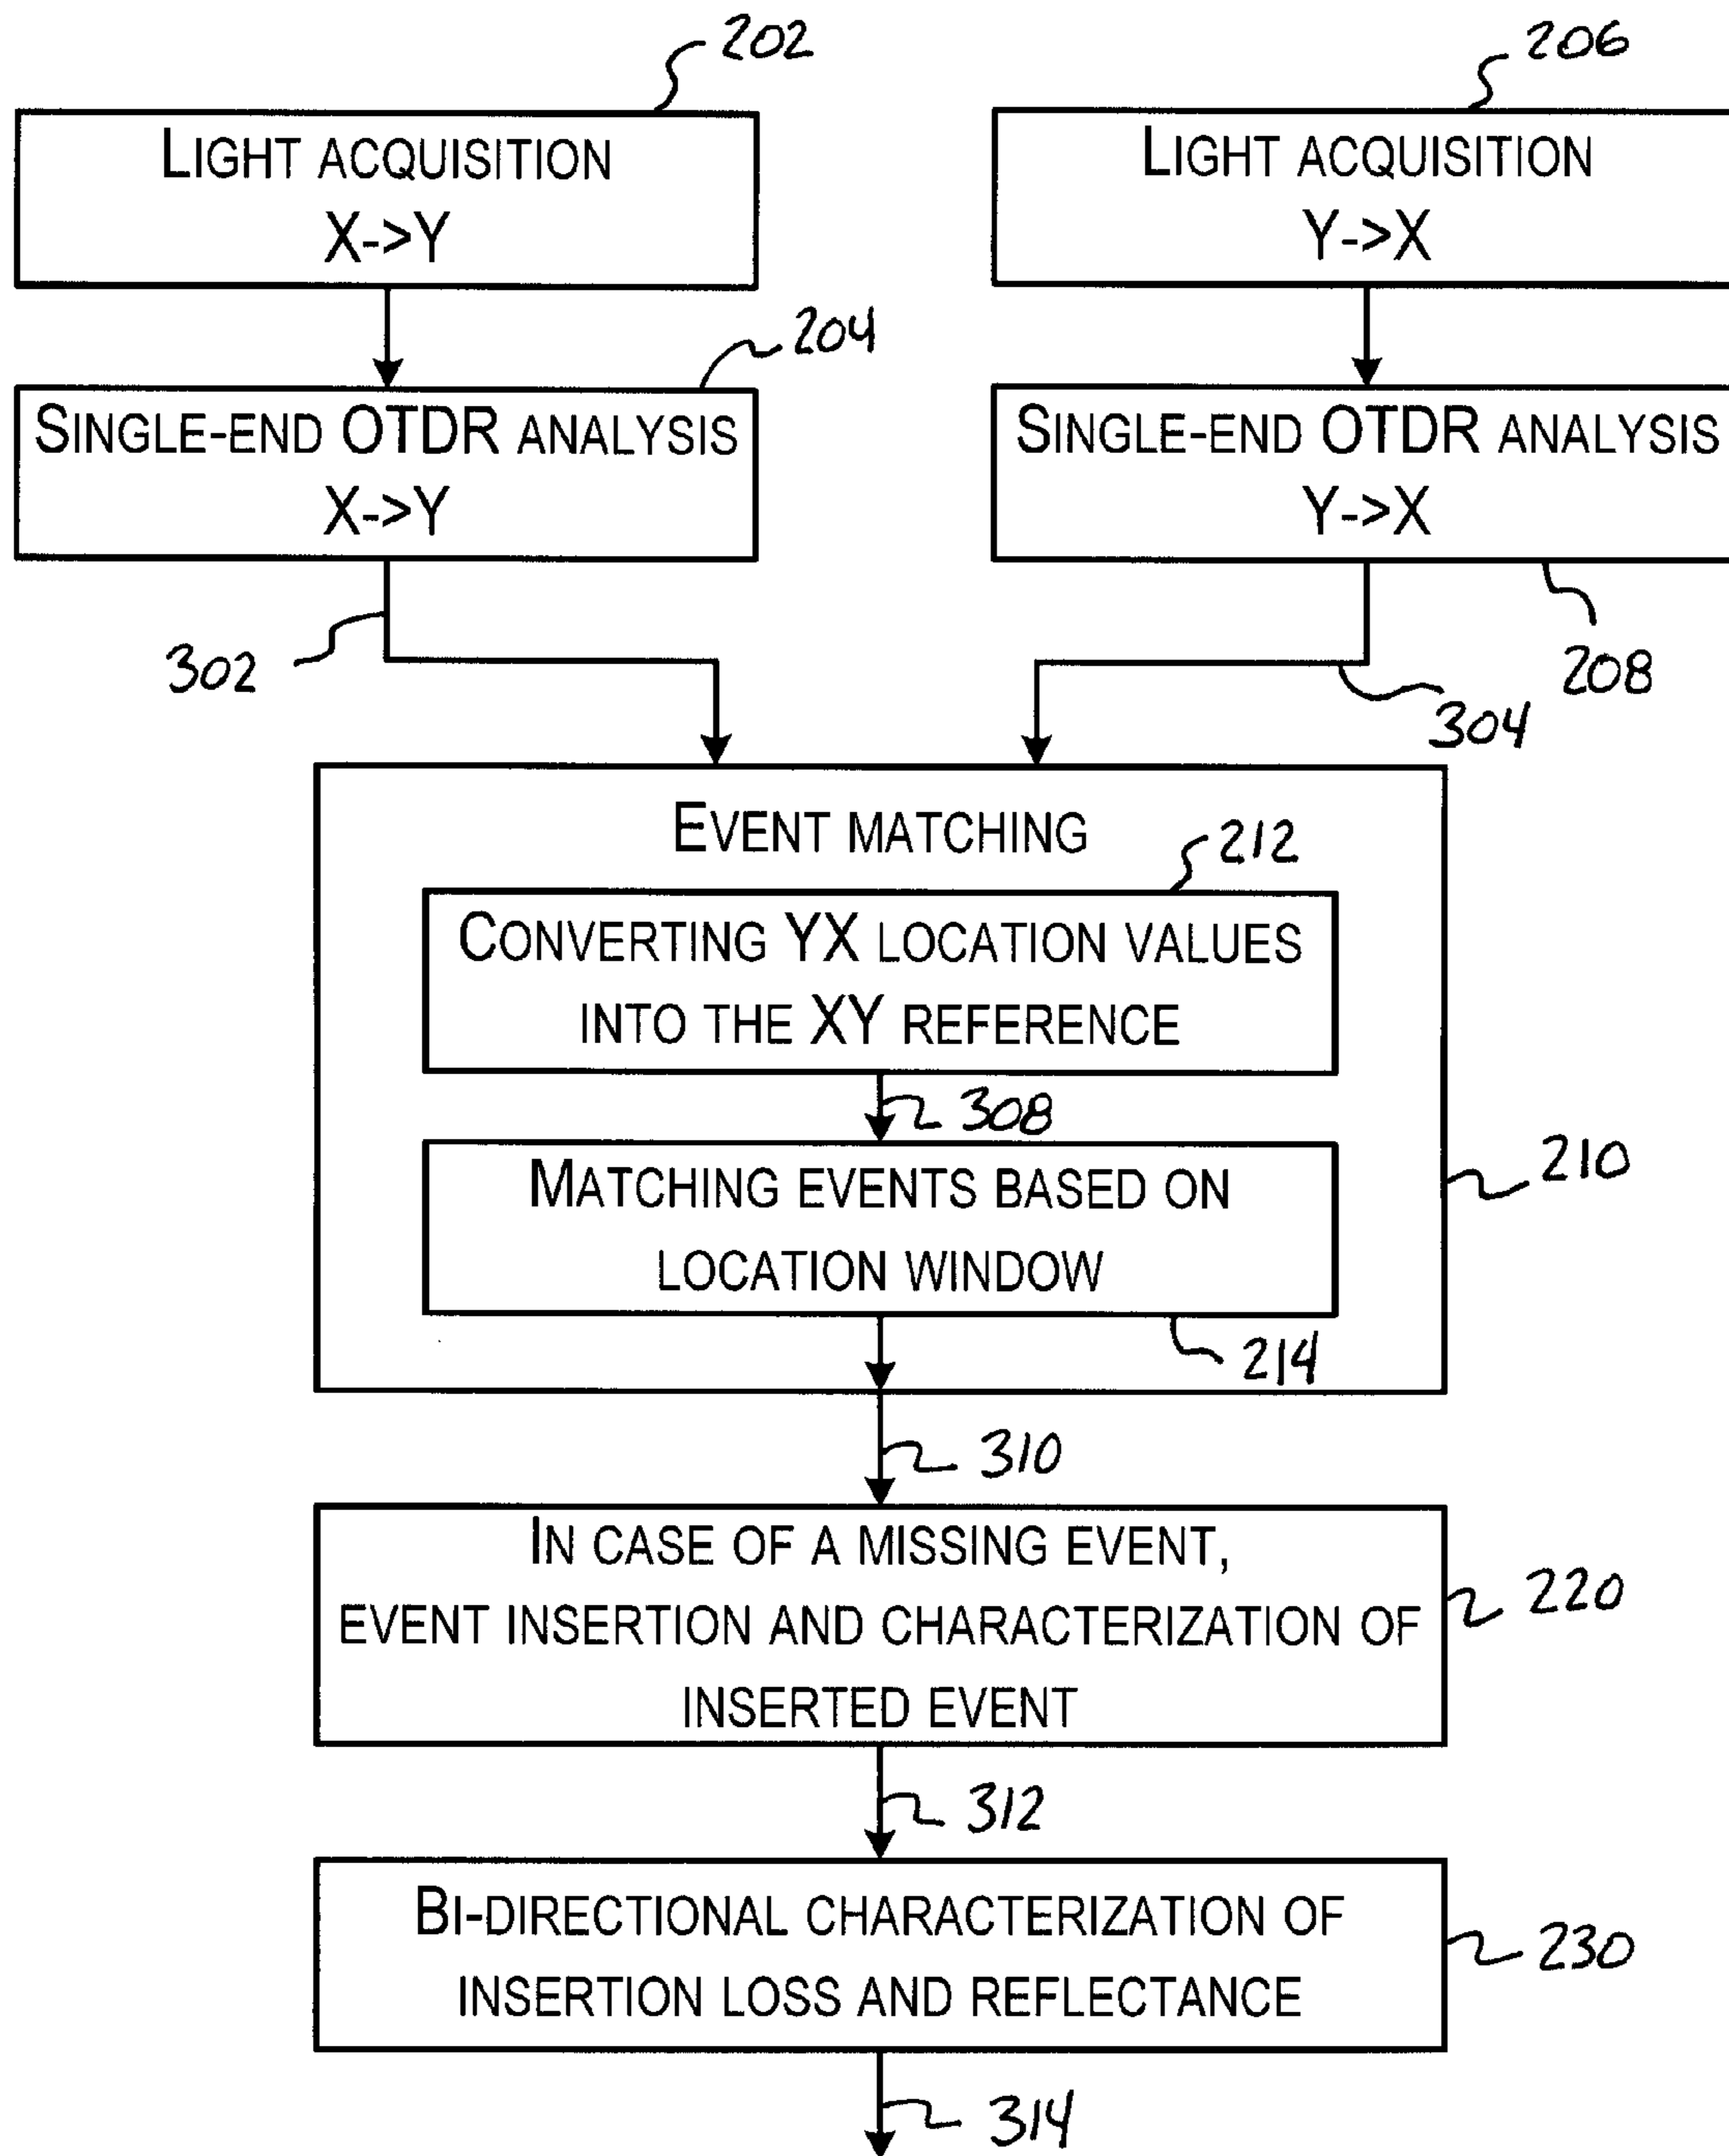 202
206
LIGHT ACQUISITION
X->Y
LIGHT ACQUISITION
Y->X
204
SINGLE-END OTDR ANALYSIS
X->Y
SINGLE-END OTDR ANALYSIS
Y->X
302
208
304
EVENT MATCHING
212
CONVERTING YX LOCATION VALUES
INTO THE XY REFERENCE
308
MATCHING EVENTS BASED ON
LOCATION WINDOW
210
214
310
IN CASE OF A MISSING EVENT,
EVENT INSERTION AND CHARACTERIZATION OF
INSERTED EVENT
220
312
BI-DIRECTIONAL CHARACTERIZATION OF
INSERTION LOSS AND REFLECTANCE
230
314